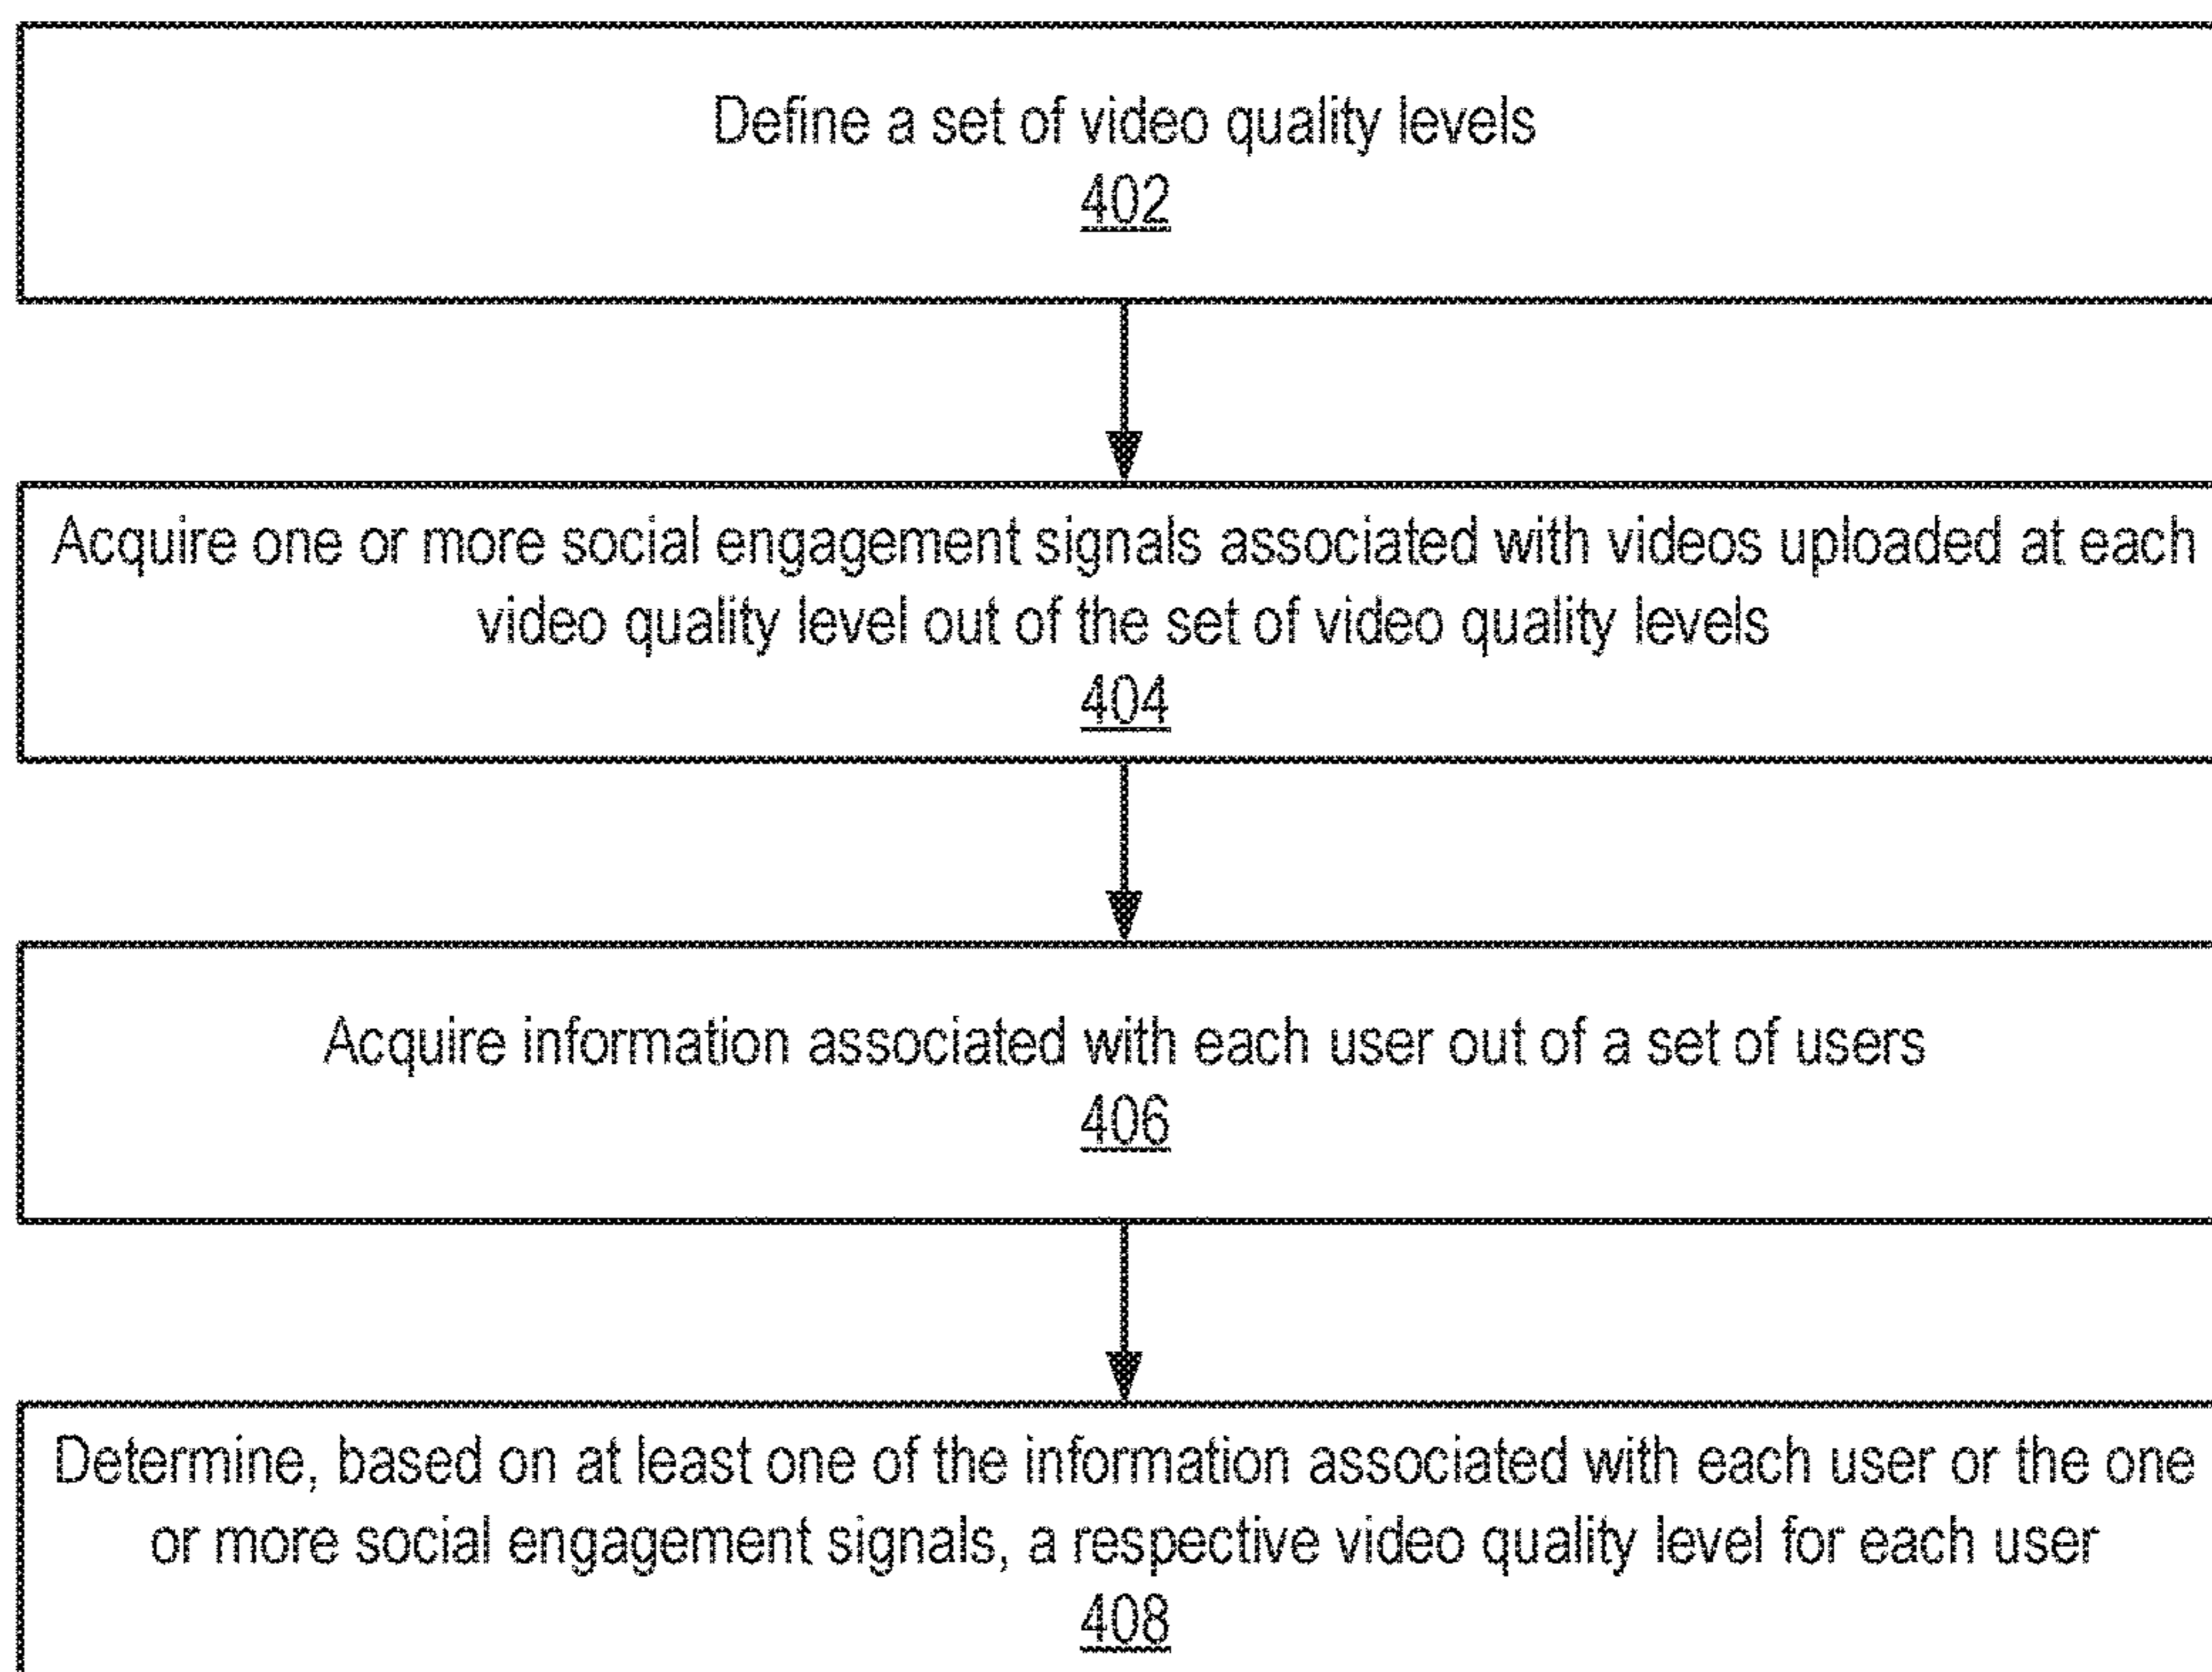 Define a set of video quality levels
402
Acquire one or more social engagement signals associated with videos uploaded at each
video quality level out of the set of video quality levels
404
Acquire information associated with each user out of a set of users
406
Determine, based on at least one of the information associated with each user or the one
or more social engagement signals, a respective video quality level for each user
408